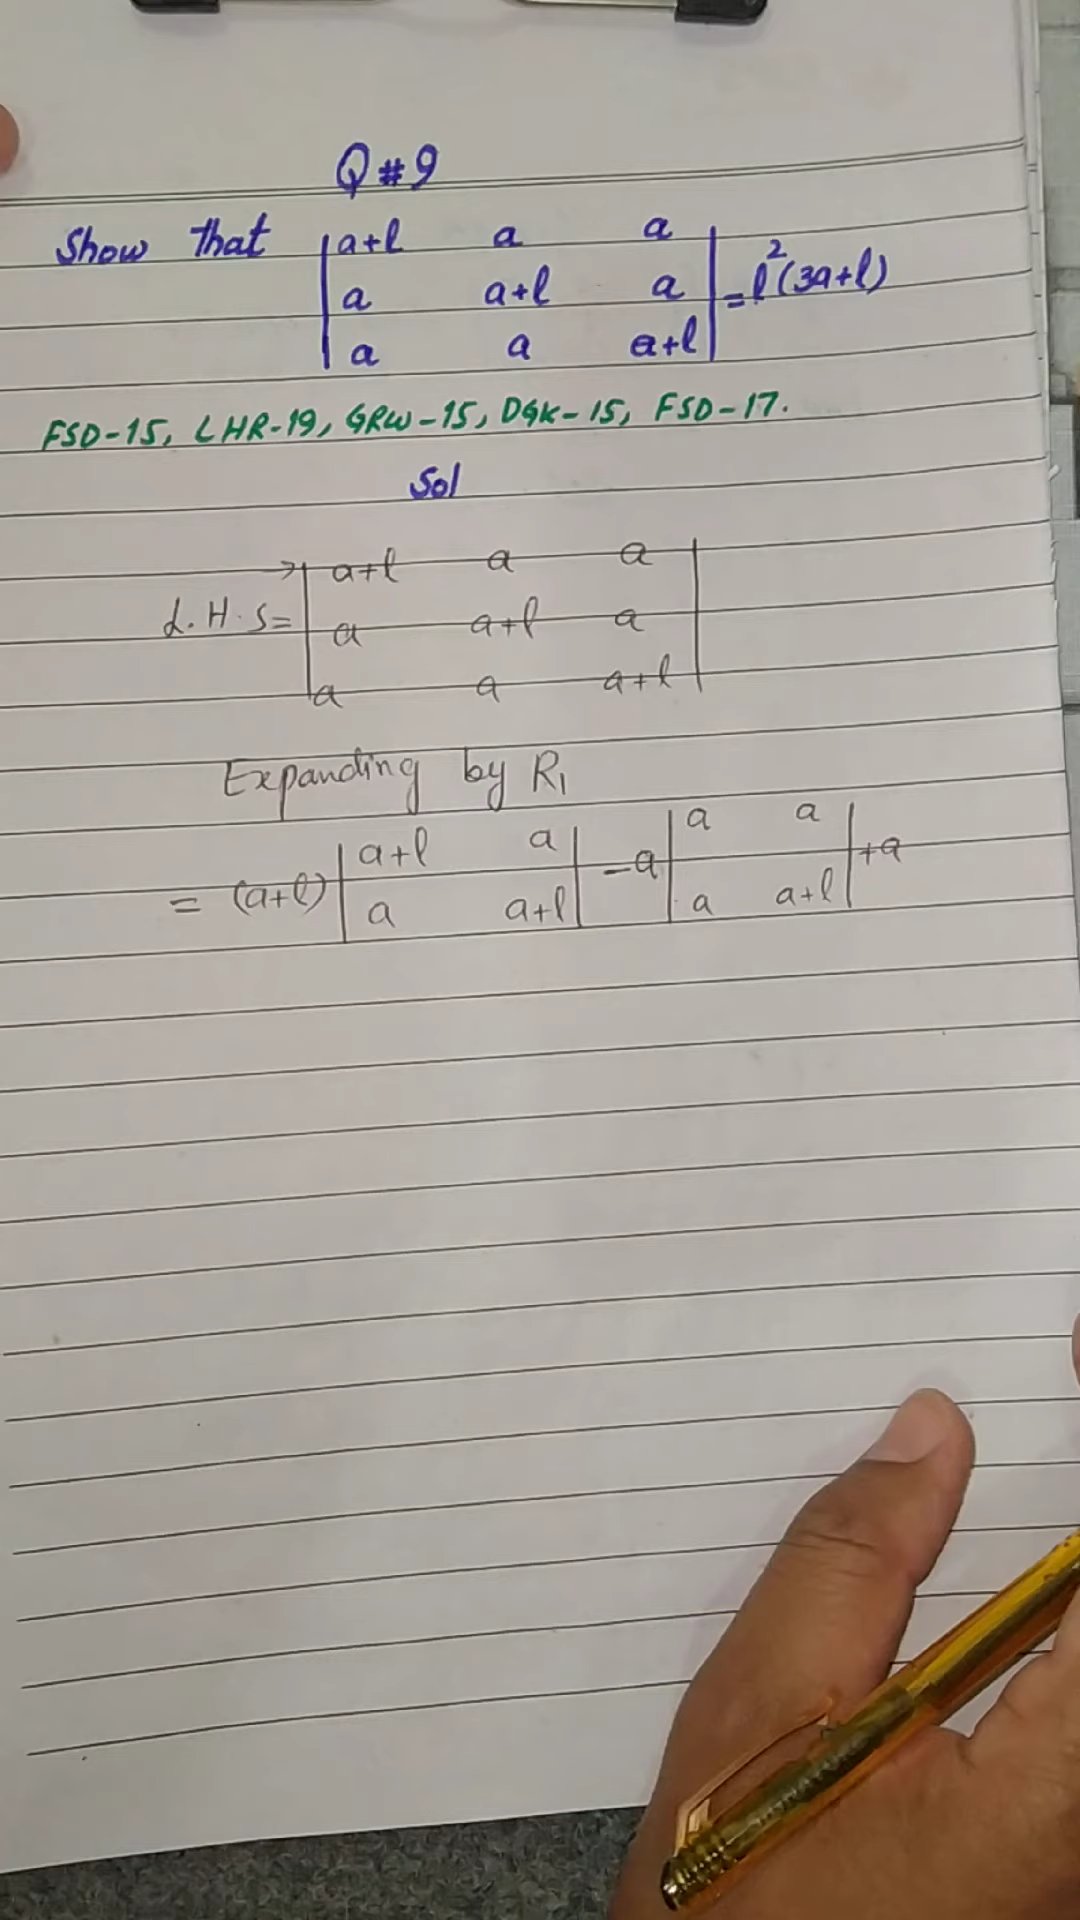 Q#9
Show that |a+l a a|
|a a+l a| = l²(3a+l)
|a a a+l|
FSD-15, LHR-19, GRW-15, DGK-15, FSD-17.
Sol
→|a+l a a|
L.H.S= |a a+l a|
|a a a+l|
Expanding by R₁
= (a+l) |a+l a| -a |a a| +a
|a a+l| |a a+l|